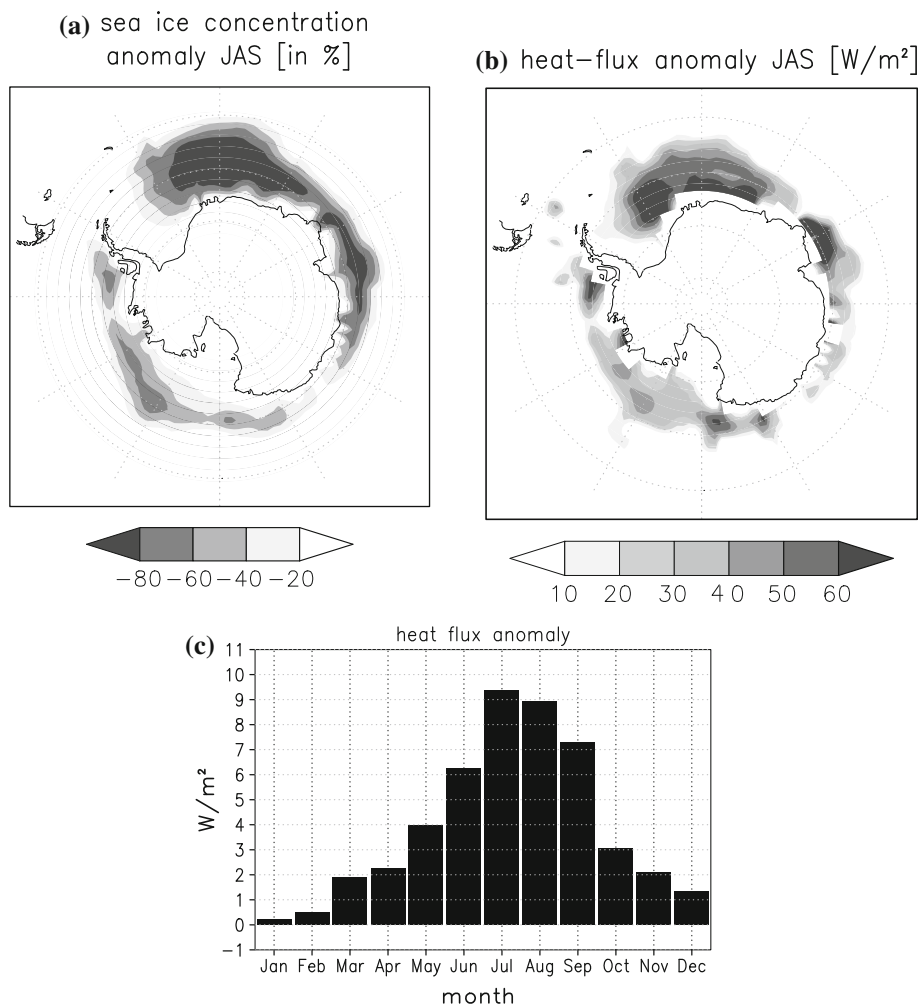 (a) sea ice concentration
anomaly JAS [in %]
(b) heat-flux anomaly JAS [W/m²]
-80 -60 -40 -20
10 20 30 40 50 60
(c) heat flux anomaly
11
10
9
8
7
6
5
4
3
2
1
0
-1
W/m²
Jan Feb Mar Apr May Jun Jul Aug Sep Oct Nov Dec
month